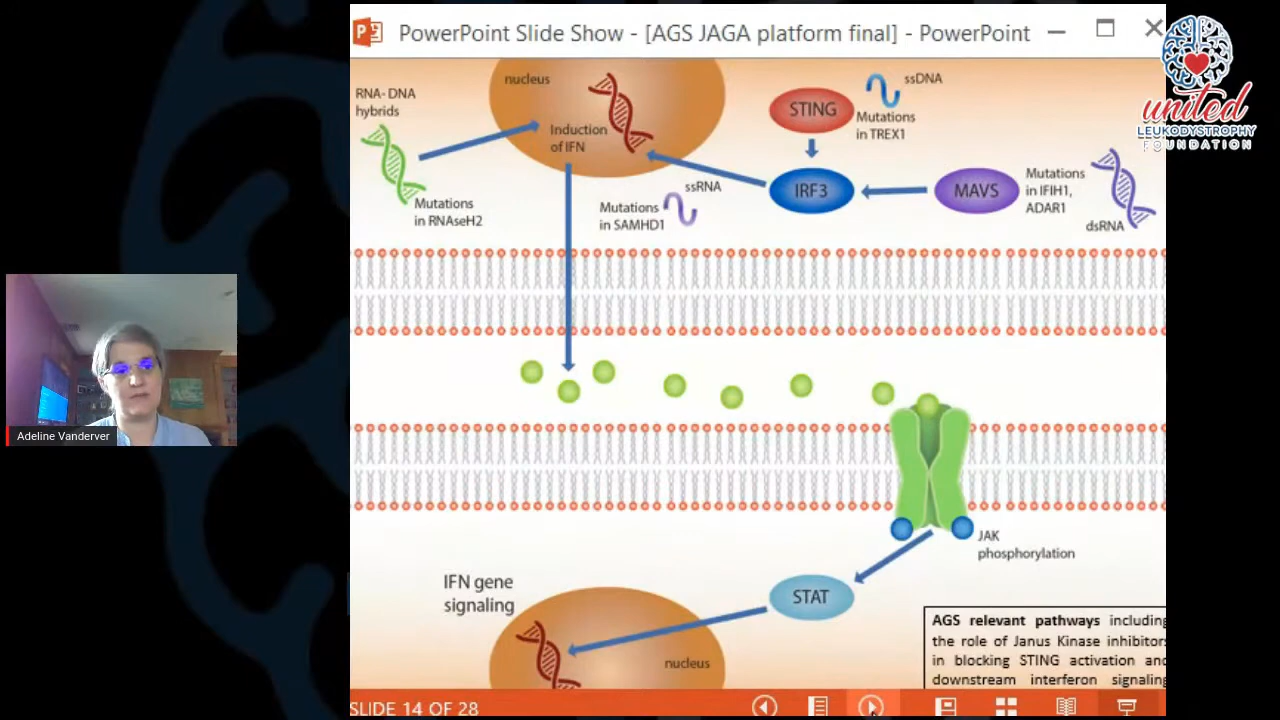 PowerPoint Slide Show - [AGS JAGA platform final] - PowerPoint
united
LEUKODYSTROPHY
FOUNDATION
nucleus
RNA- DNA
hybrids
Induction
of IFN
Mutations
in RNAseH2
STING
ssDNA
Mutations
in TREX1
IRF3
ssRNA
Mutations
in SAMHD1
MAVS
Mutations
in IFIH1,
ADAR1
dsRNA
Adeline Vanderver
JAK
phosphorylation
STAT
IFN gene
signaling
nucleus
AGS relevant pathways including
the role of Janus Kinase inhibitors
in blocking STING activation and
downstream interferon signaling
SLIDE 14 OF 28